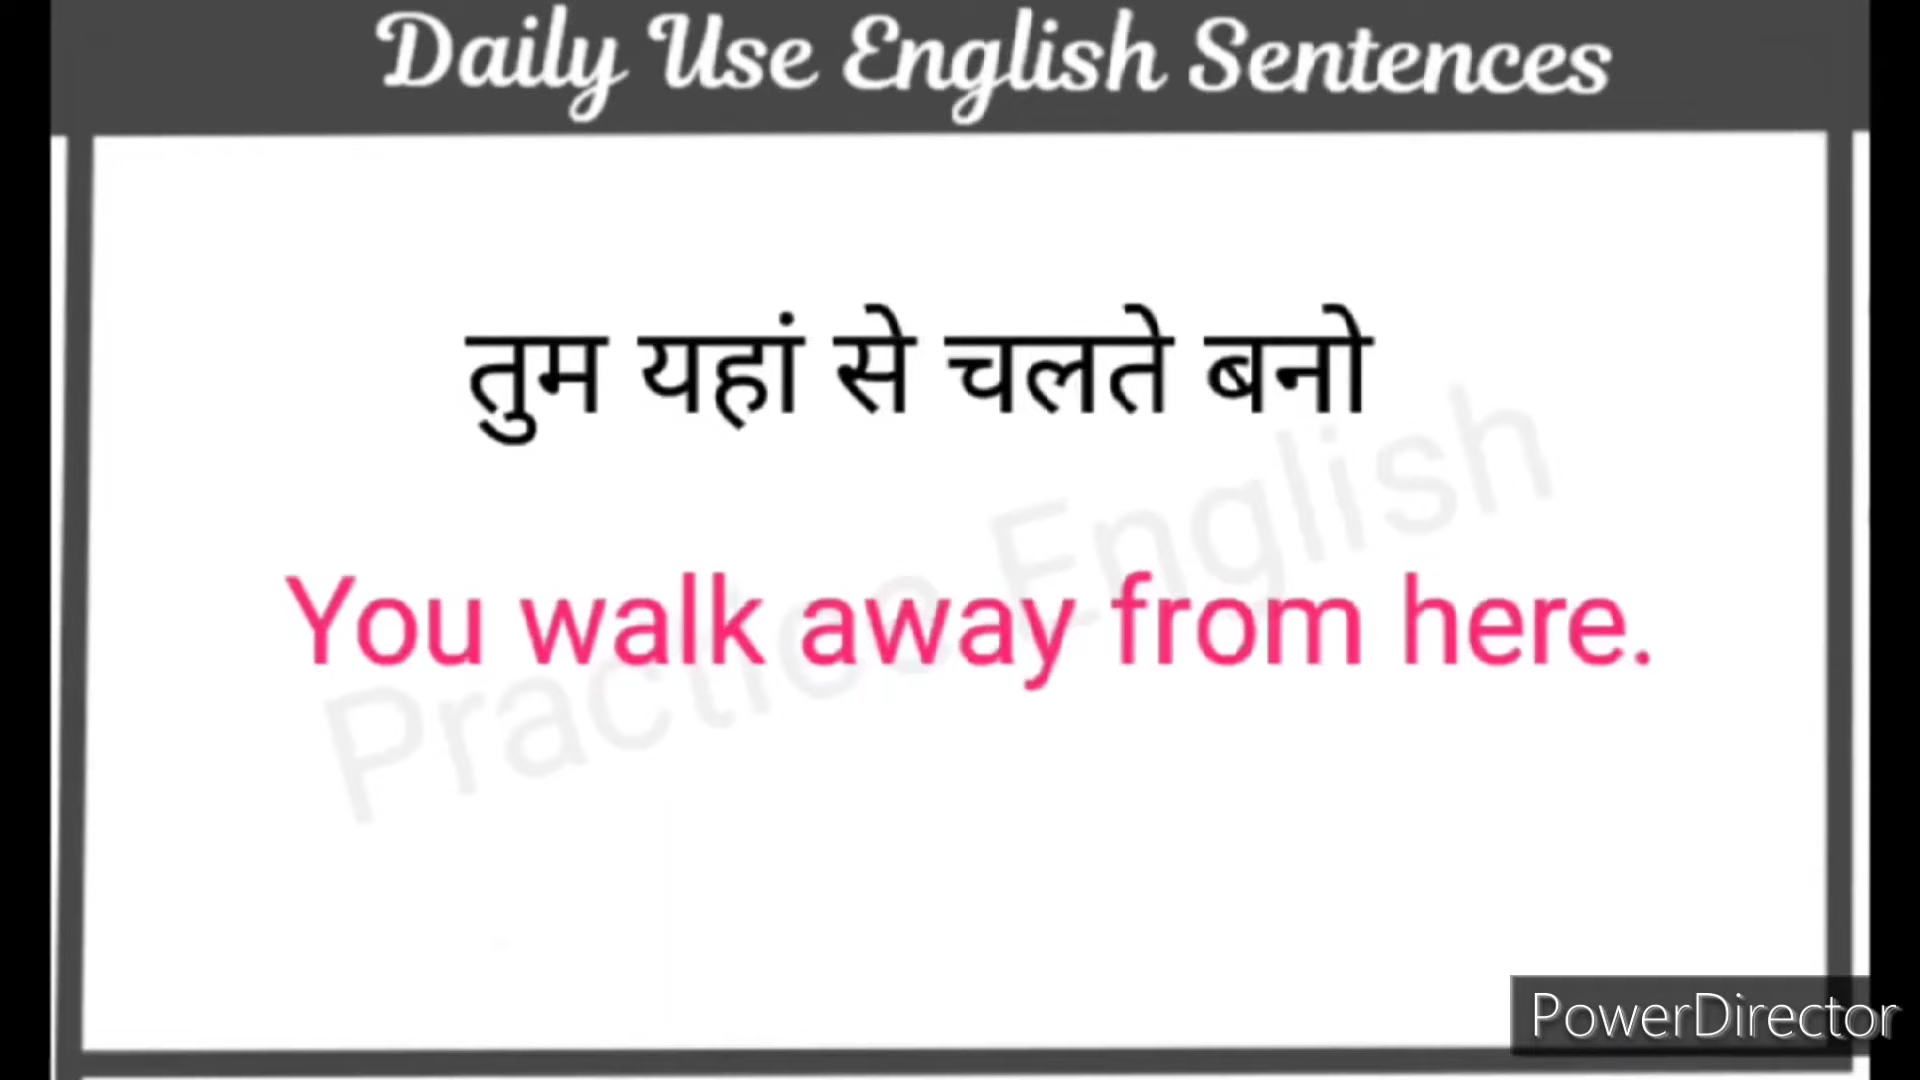 Daily Use English Sentences
तुम यहां से चलते बनो
You walk away from here.
Practice English
PowerDirector